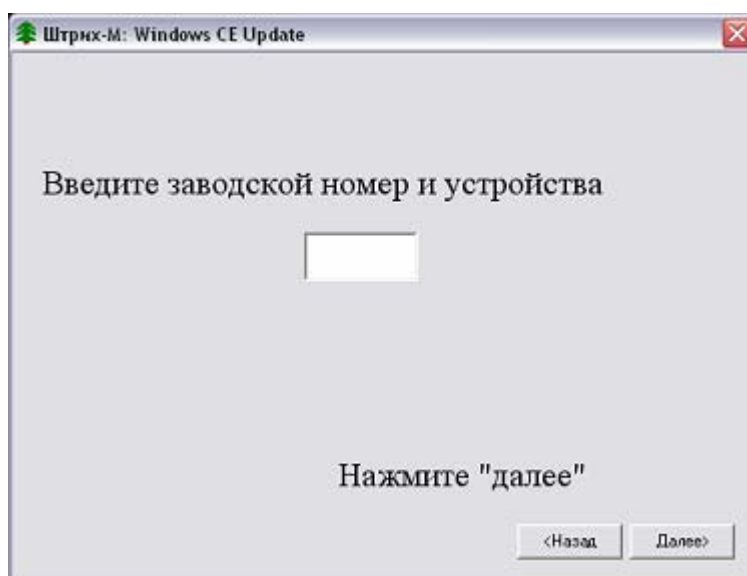 Штрих-М: Windows CE Update
Введите заводской номер и устройства
Нажмите "далее"
<Назад
Далее>